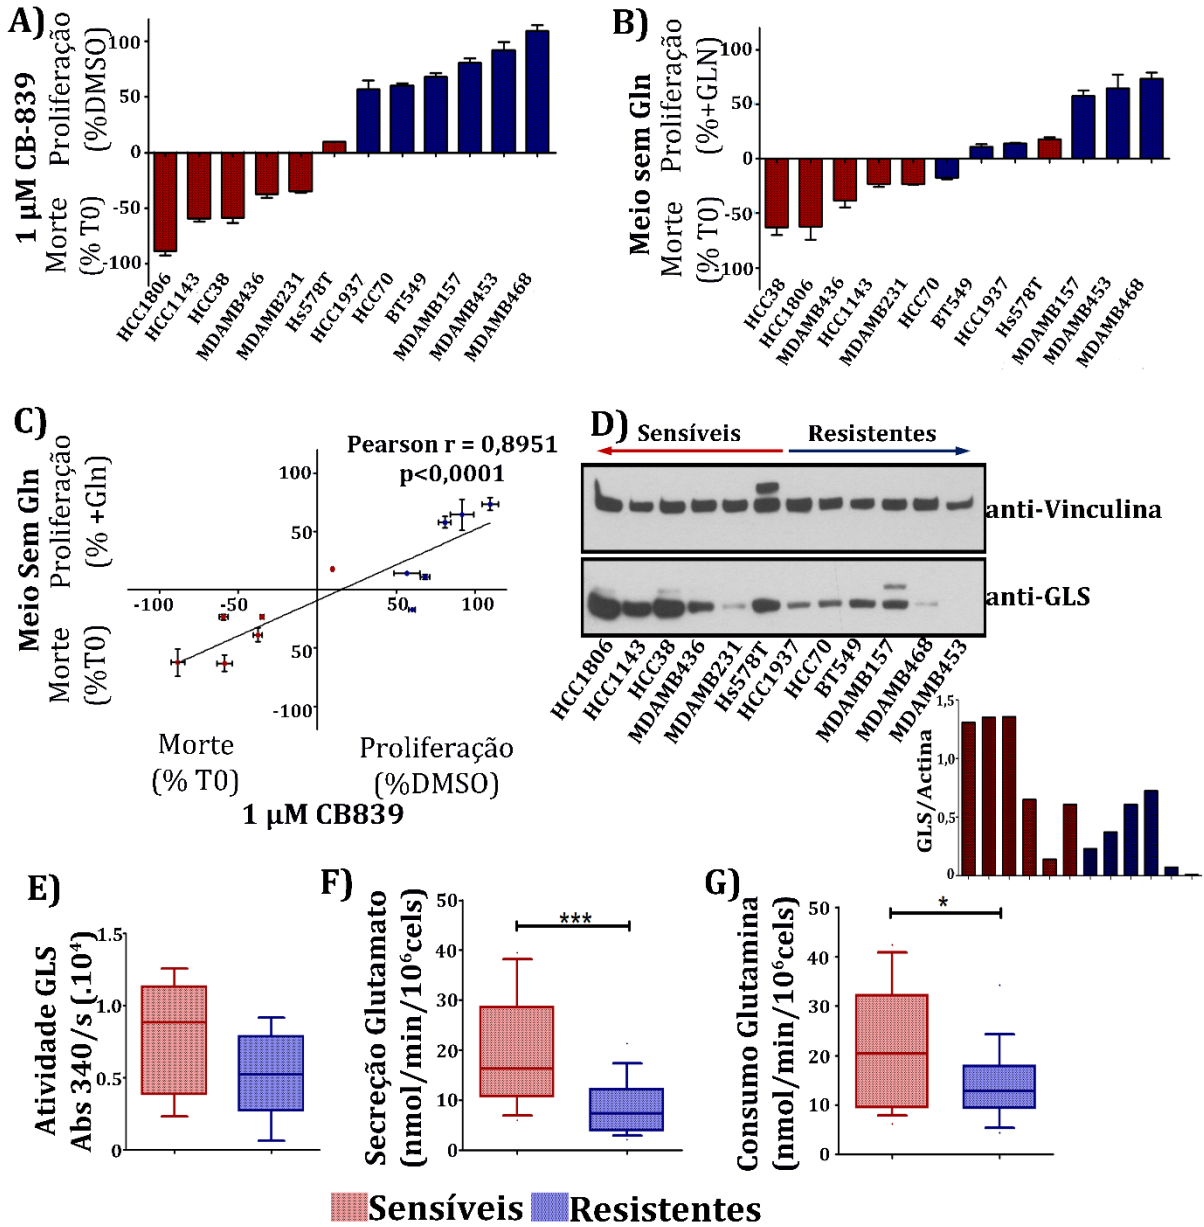 A)
1 µM CB-839
Morte Proliferação
(% T0) (%DMSO)
100
50
0
-50
-100
HCC1806
HCC1143
HCC38
MDAMB436
MDAMB231
Hs578T
HCC1937
HCC70
BT549
MDAMB157
MDAMB453
MDAMB468
B)
Meio sem Gln
Morte Proliferação
(% T0) (%+GLN)
100
50
0
-50
-100
HCC38
HCC1806
MDAMB436
HCC1143
MDAMB231
HCC70
BT549
HCC1937
Hs578T
MDAMB157
MDAMB453
MDAMB468
C)
Pearson r = 0,8951
p<0,0001
Meio Sem Gln
Morte Proliferação
(%T0) (% +Gln)
100
50
50
-100
-100
-50
50
100
Morte
(% T0)
Proliferação
(%DMSO)
1 µM CB839
D)
Sensíveis
Resistentes
anti-Vinculina
anti-GLS
HCC1806
HCC1143
HCC38
MDAMB436
MDAMB231
Hs578T
HCC1937
HCC70
BT549
MDAMB157
MDAMB468
MDAMB453
GLS/Actina
1,5
1,0
0,5
0
E)
Atividade GLS
Abs 340/s (.10⁴)
1.5
1.0
0.5
0
F)
Secreção Glutamato
(nmol/min/10⁶cels)
50
40
30
20
10
0
***
G)
Consumo Glutamina
(nmol/min/10⁶cels)
50
40
30
20
10
0
*
Sensíveis Resistentes